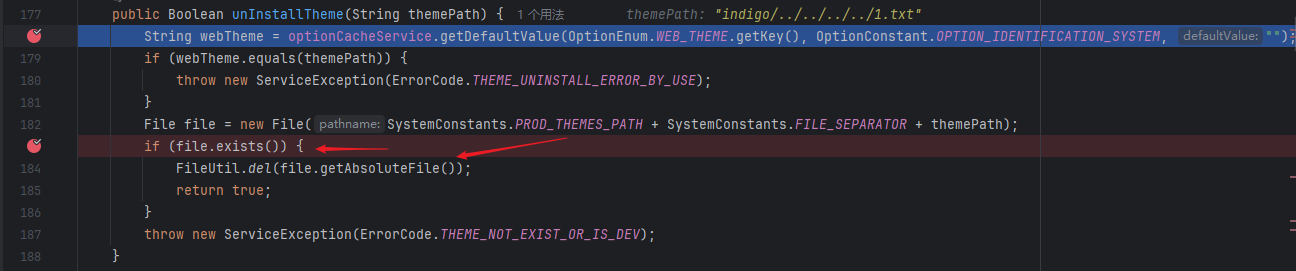 177 public Boolean unInstallTheme(String themePath) { 1 个用法 themePath: "indigo/../../../../1.txt"
String webTheme = optionCacheService.getDefaultValue(OptionEnum.WEB_THEME.getKey(), OptionConstant.OPTION_IDENTIFICATION_SYSTEM, defaultValue: "");
179 if (webTheme.equals(themePath)) {
180 throw new ServiceException(ErrorCode.THEME_UNINSTALL_ERROR_BY_USE);
181 }
182 File file = new File( pathname: SystemConstants.PROD_THEMES_PATH + SystemConstants.FILE_SEPARATOR + themePath);
if (file.exists()) {
184 FileUtil.del(file.getAbsoluteFile());
185 return true;
186 }
187 throw new ServiceException(ErrorCode.THEME_NOT_EXIST_OR_IS_DEV);
188 }